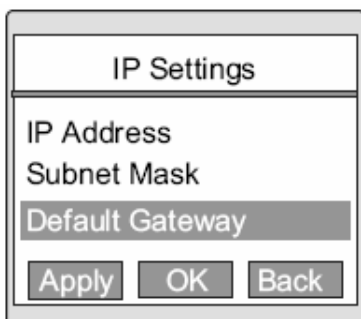 IP Settings
IP Address
Subnet Mask
Default Gateway
Apply OK Back